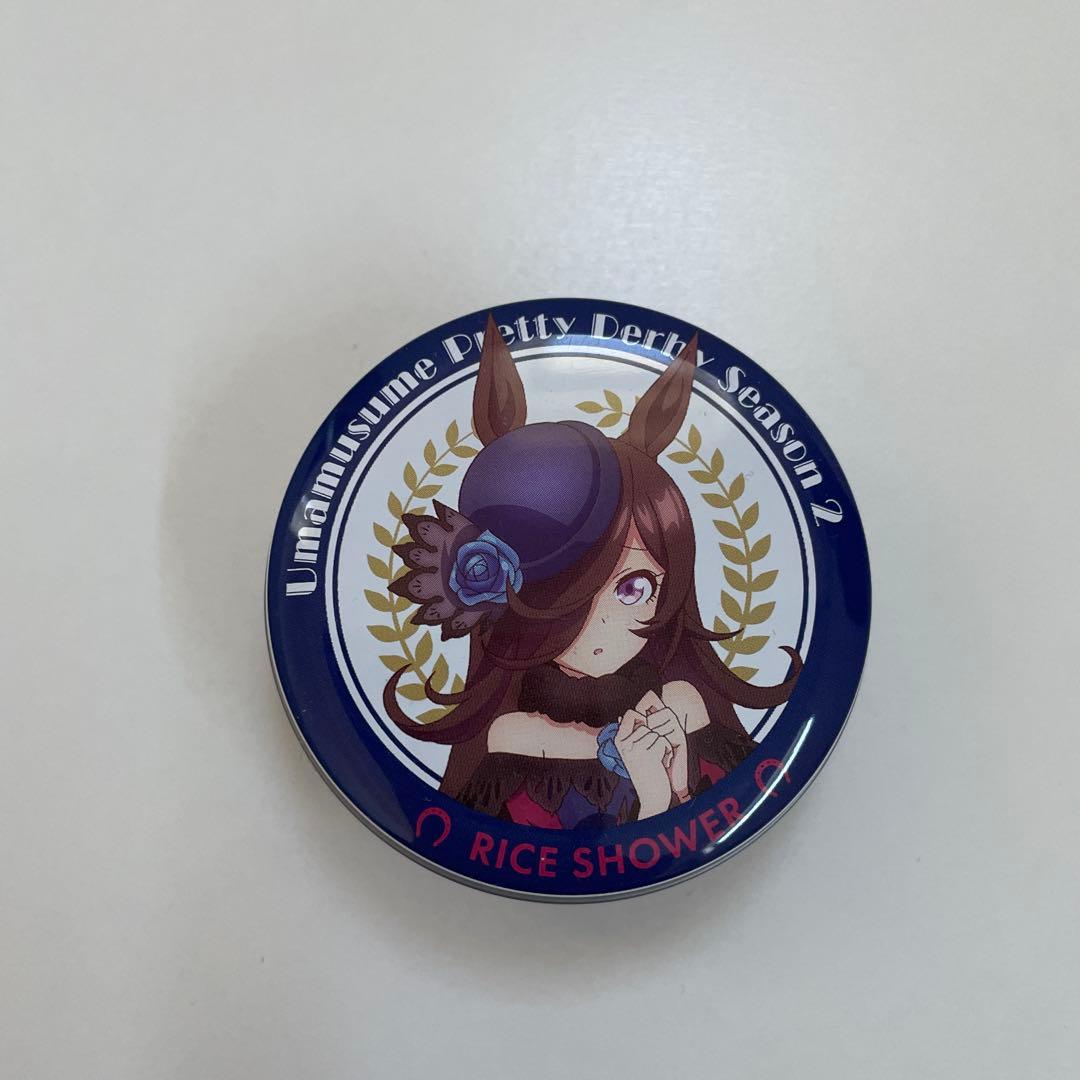 Umamusume Pretty Derby Season 2
RICE SHOWER